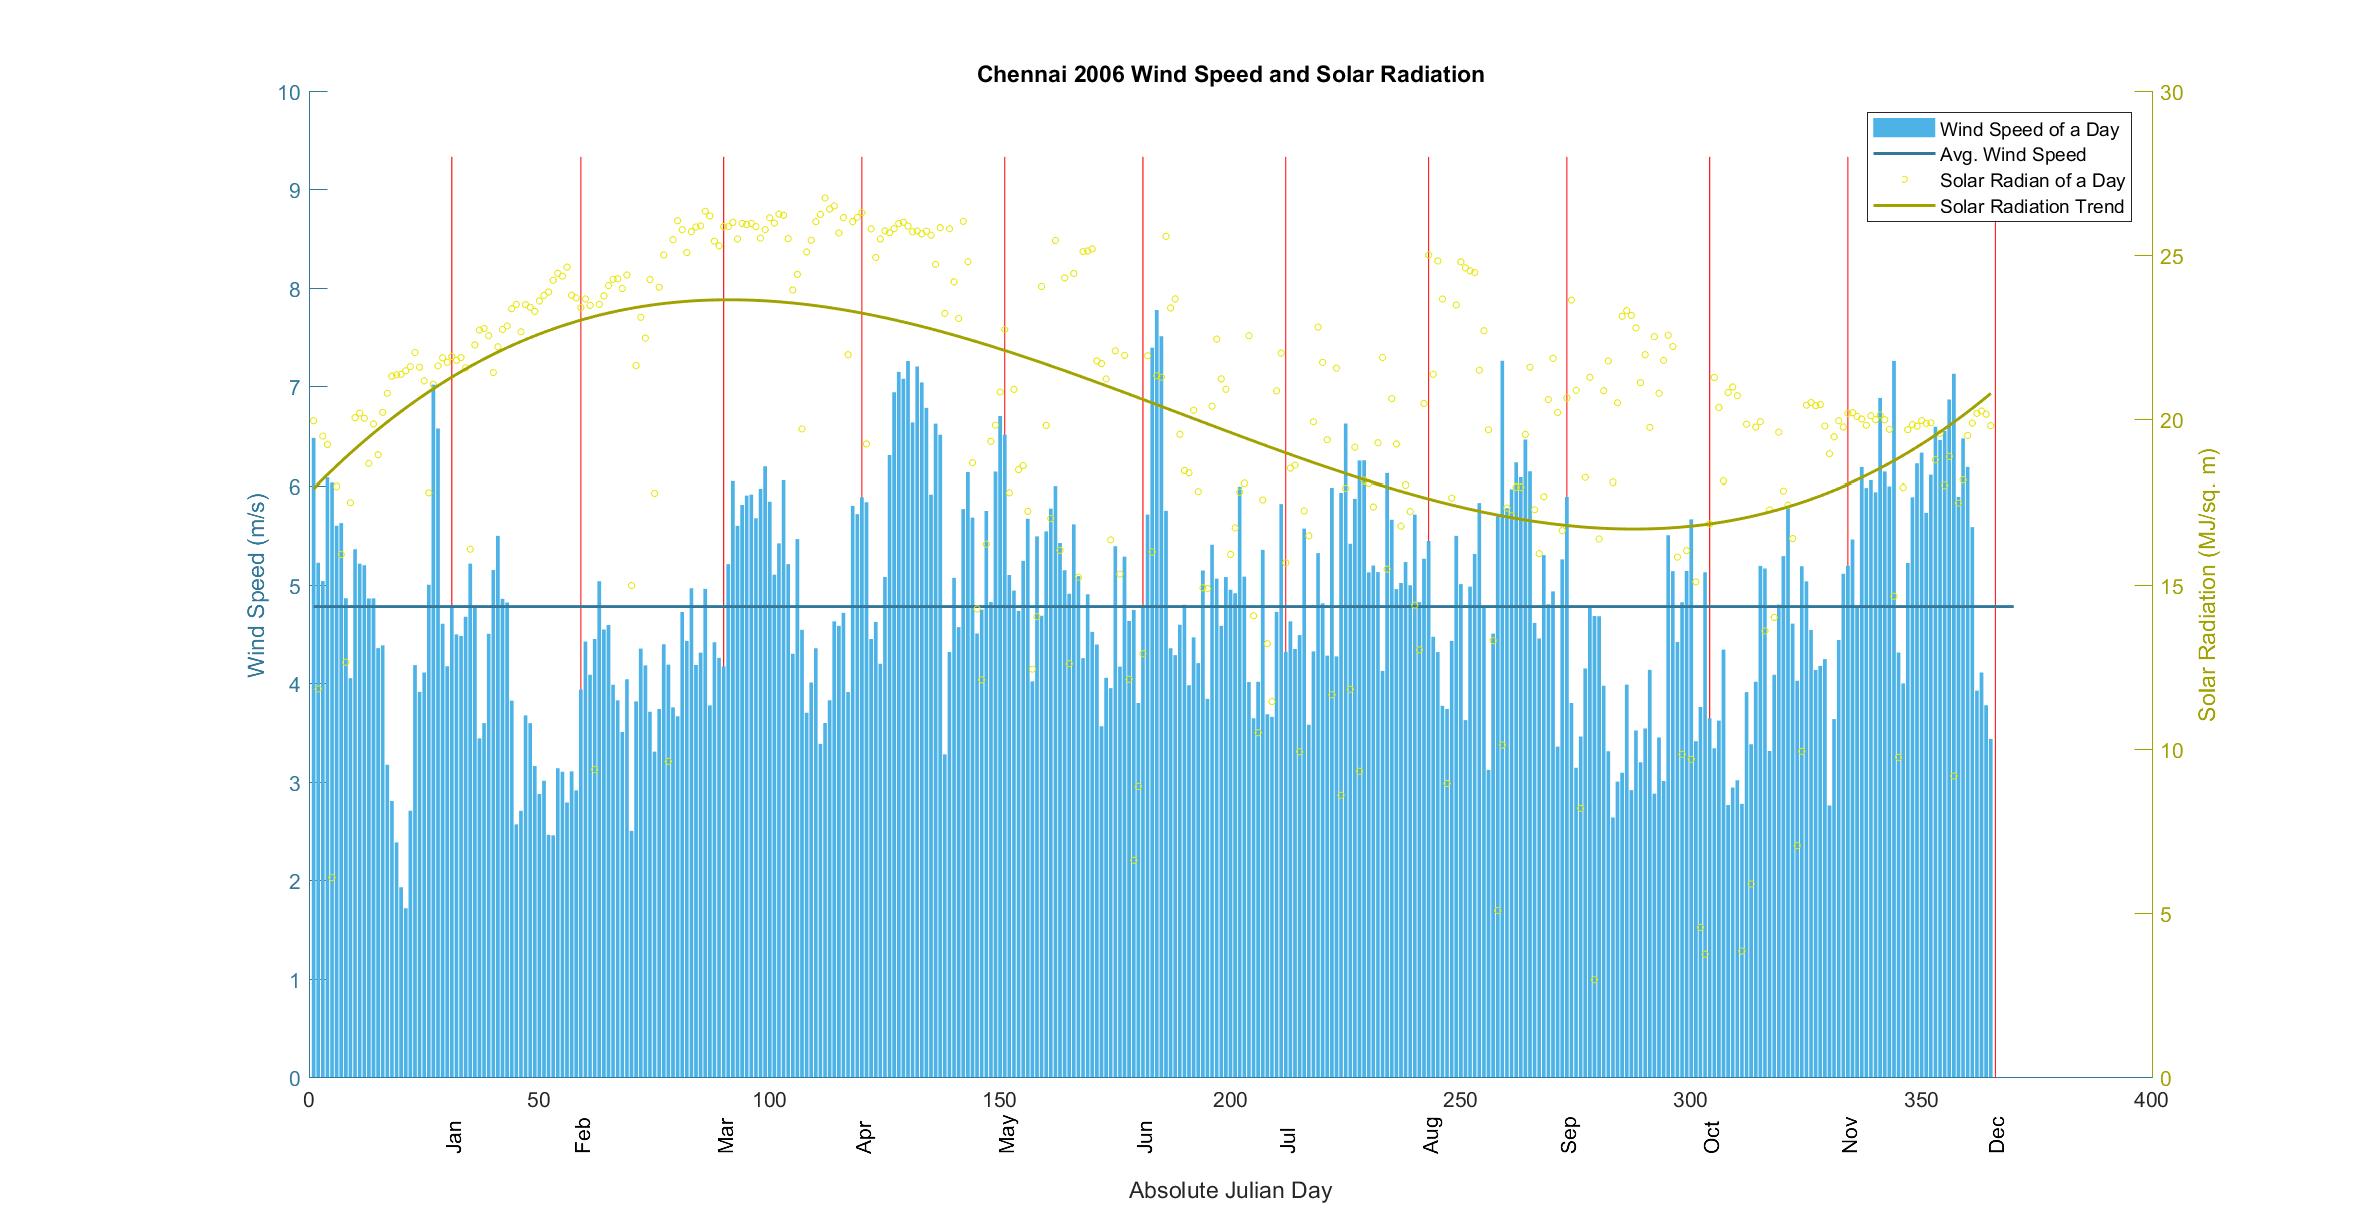 Chennai 2006 Wind Speed and Solar Radiation
10
9
8
7
6
5
4
3
2
1
0
Wind Speed (m/s)
30
25
20
15
10
5
0
Solar Radiation (MJ/sq. m)
Wind Speed of a Day
Avg. Wind Speed
Solar Radian of a Day
Solar Radiation Trend
0 50 100 150 200 250 300 350 400
Jan Feb Mar Apr May Jun Jul Aug Sep Oct Nov Dec
Absolute Julian Day